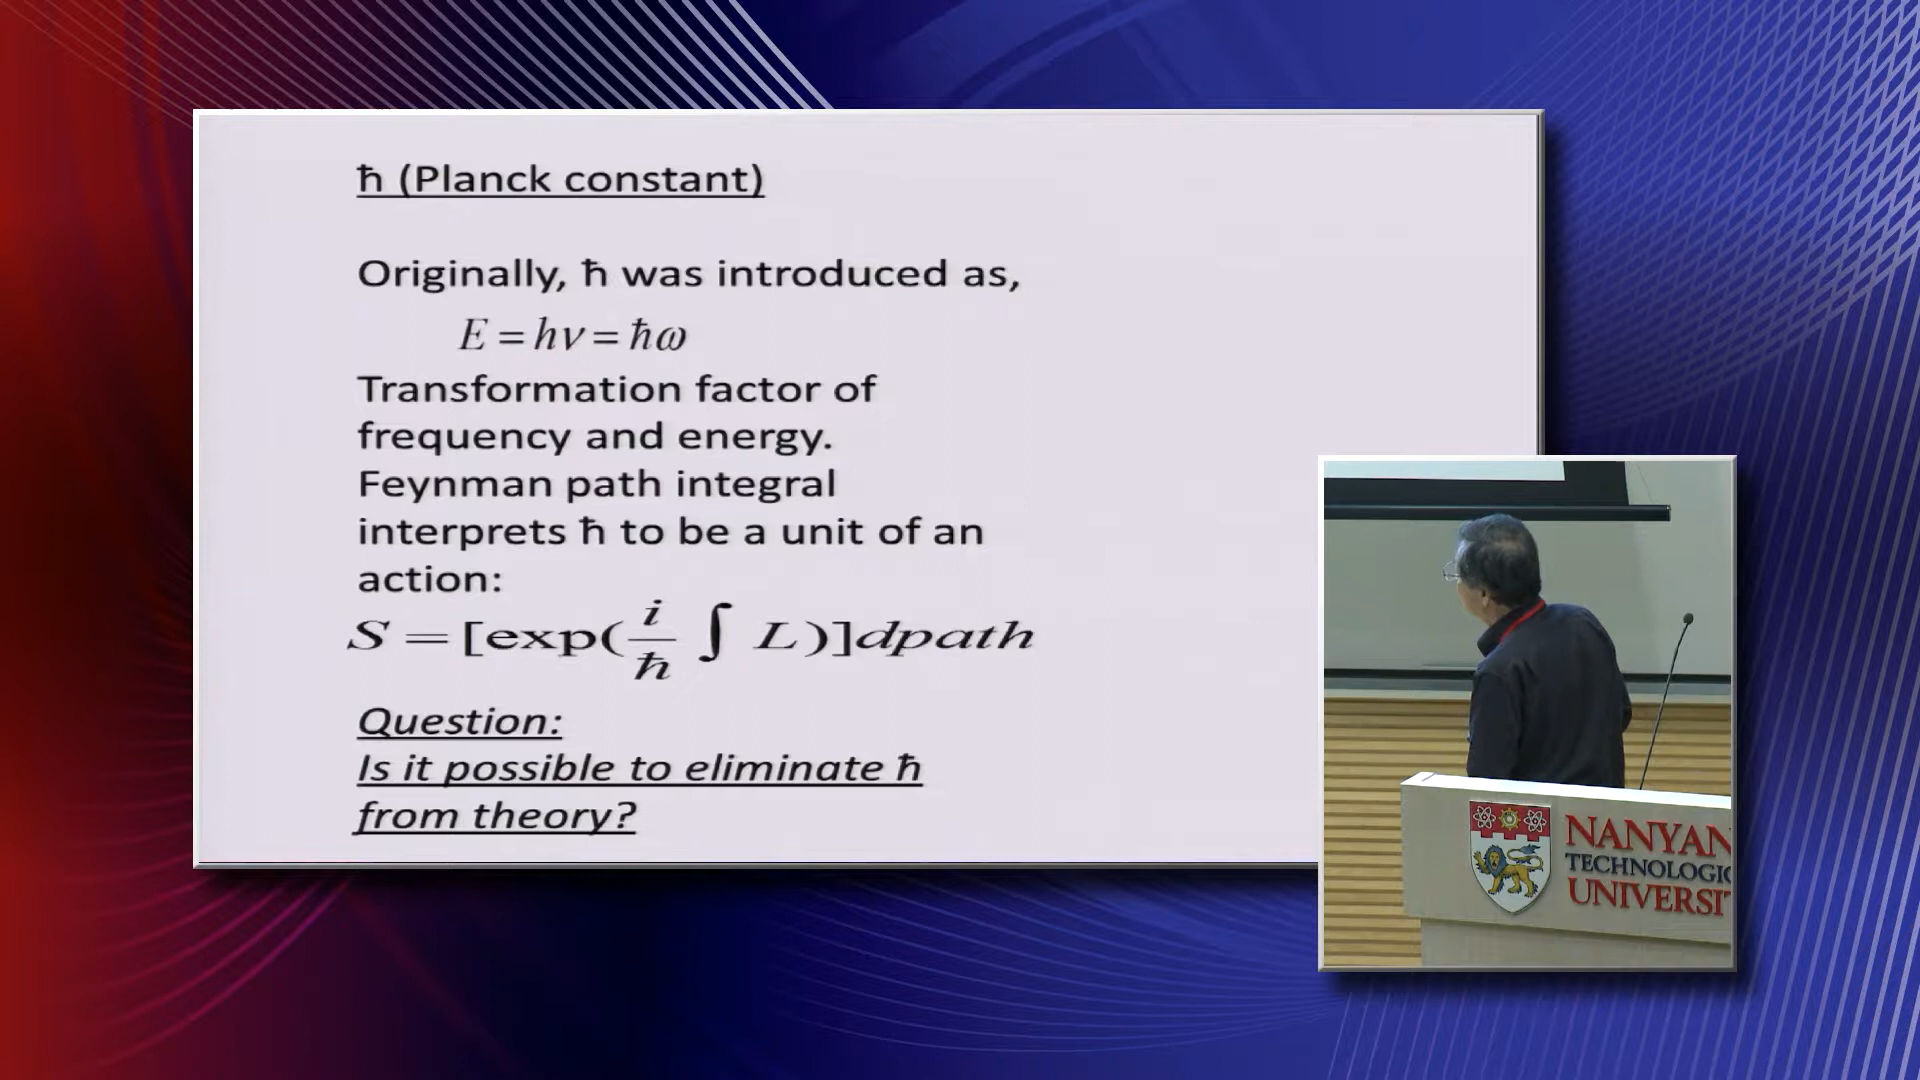 ħ (Planck constant)
Originally, ħ was introduced as,
E = hν = ħω
Transformation factor of
frequency and energy.
Feynman path integral
interprets ħ to be a unit of an
action:
S = [exp(i/ħ ∫ L)]dpath
Question:
Is it possible to eliminate ħ
from theory?
NANYAN
TECHNOLOGIC
UNIVERSI